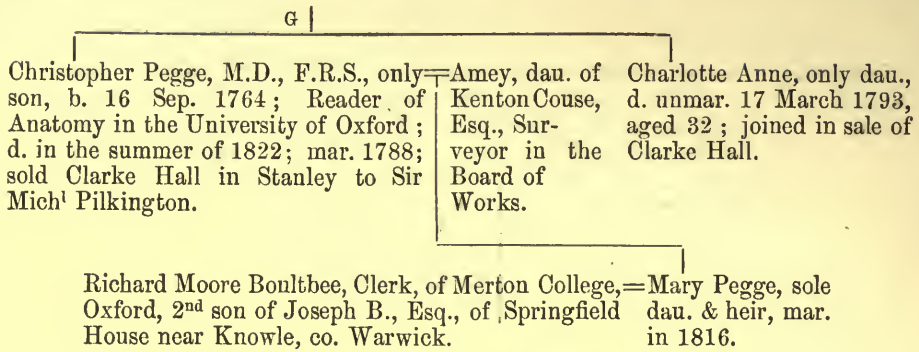 G
Christopher Pegge, M.D., F.R.S., only
son, b. 16 Sep. 1764; Reader of
Anatomy in the University of Oxford;
d. in the summer of 1822; mar. 1788;
sold Clarke Hall in Stanley to Sir
Michˡ Pilkington.
=Amey, dau. of
Kenton Couse,
Esq., Sur-
veyor in the
Board of
Works.
Charlotte Anne, only dau.,
d. unmar. 17 March 1793,
aged 32; joined in sale of
Clarke Hall.
Richard Moore Boultbee, Clerk, of Merton College,
Oxford, 2ⁿᵈ son of Joseph B., Esq., of Springfield
House near Knowle, co. Warwick.
=Mary Pegge, sole
dau. & heir, mar.
in 1816.